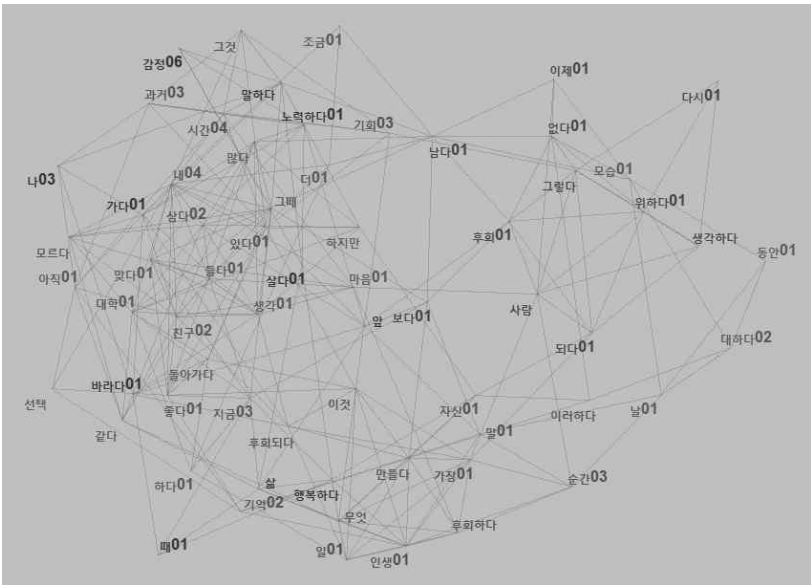 그것
조금01
감정06
이제01
과거03
말하다
다시01
노력하다01
시간04
기회03
없다01
많다
남다01
내04
더01
모습01
나03
그렇다
가다01
그때
삼다02
위하다01
후회01
있다01
하지만
생각하다
모르다
동안01
아직01
맞다01
들다01
살다01
마음01
대학01
생각01
사람
앞
보다01
친구02
되다01
대하다02
돌아가다
바라다01
선택
좋다01
지금03
이것
자신01
이러하다
날01
같다
후회되다
말01
만들다
가장01
하다01
삶
순간03
행복하다
기억02
무엇
후회하다
때01
일01
인생01